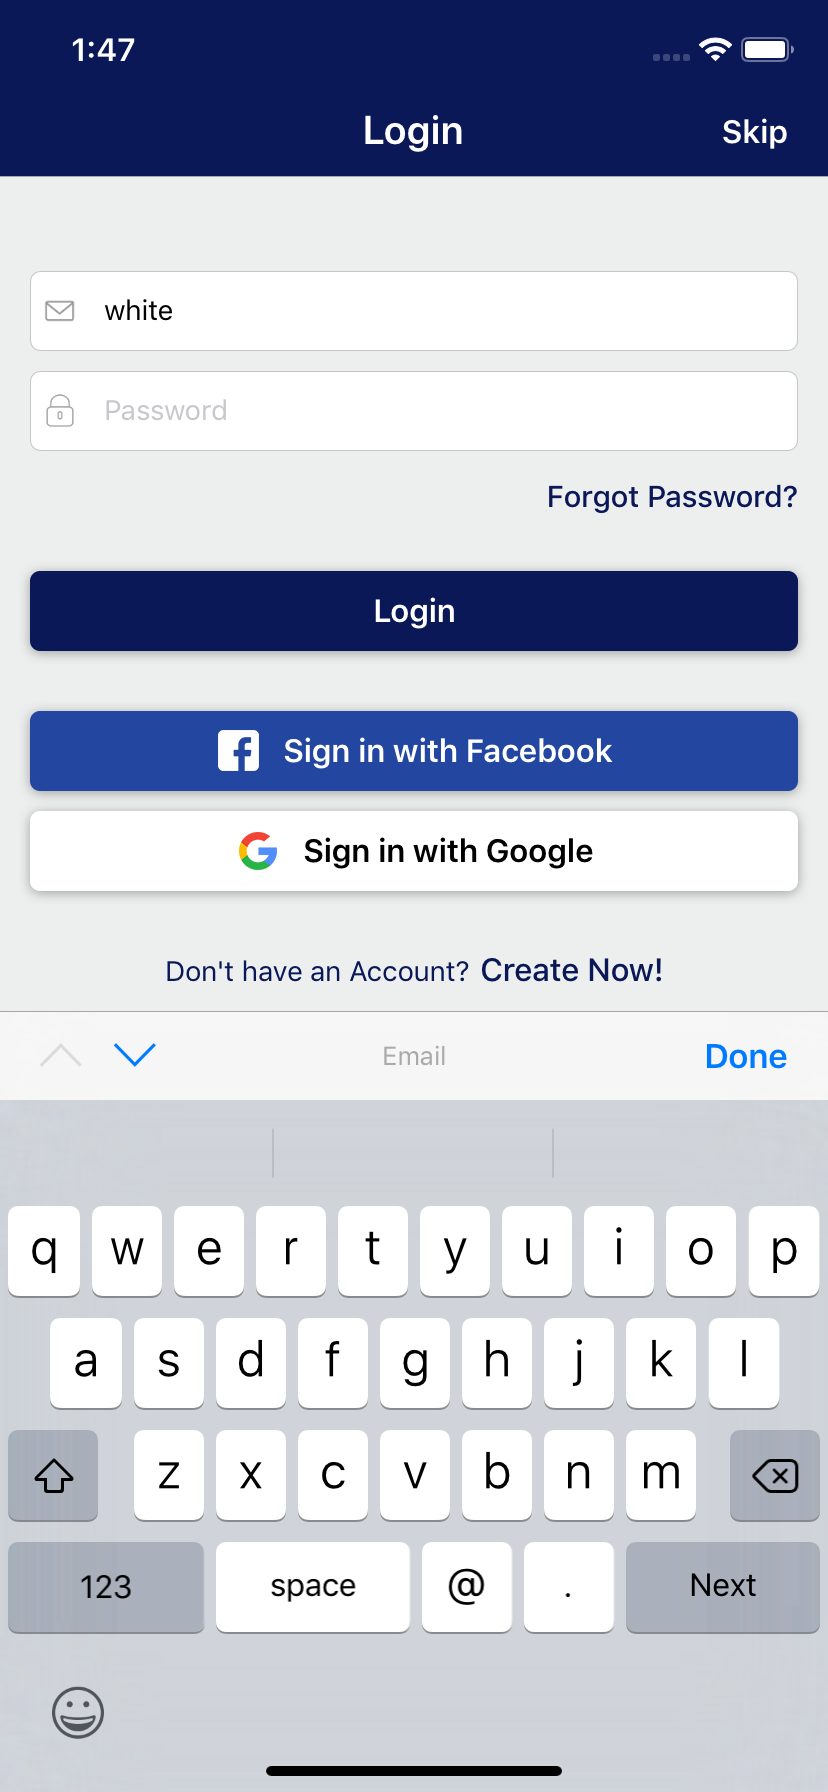 1:47
Login Skip
white
Password
Forgot Password?
Login
Sign in with Facebook
Sign in with Google
Don't have an Account? Create Now!
Email Done
q w e r t y u i o p
a s d f g h j k l
z x c v b n m
123 space @ . Next